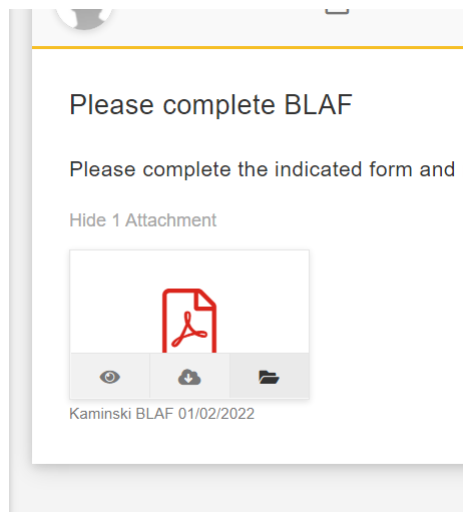 Please complete BLAF
Please complete the indicated form and
Hide 1 Attachment
Kaminski BLAF 01/02/2022